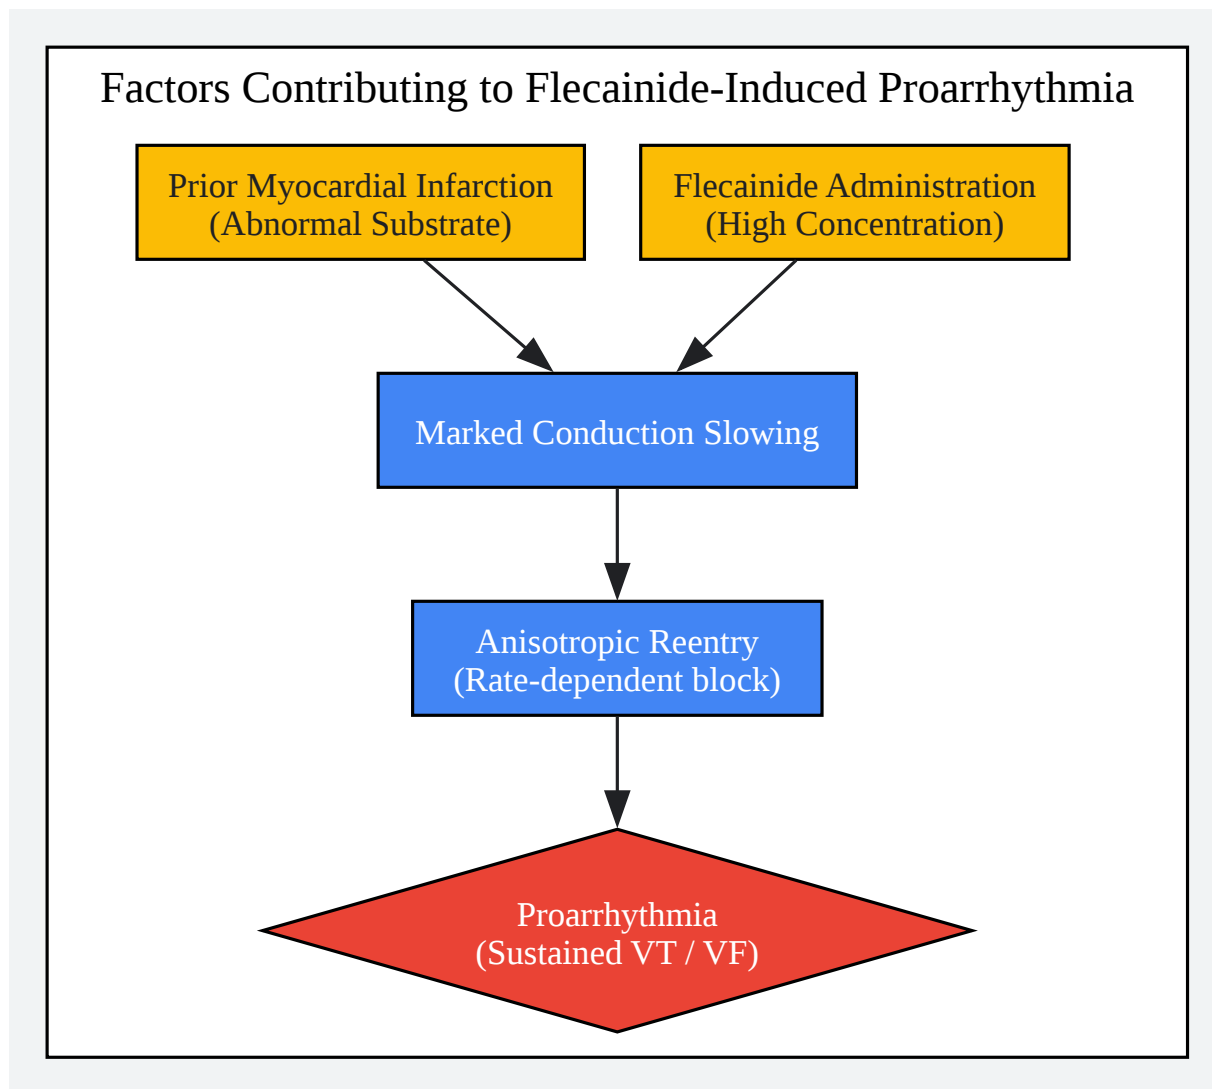 Factors Contributing to Flecainide-Induced Proarrhythmia
Prior Myocardial Infarction
(Abnormal Substrate)
Flecainide Administration
(High Concentration)
Marked Conduction Slowing
Anisotropic Reentry
(Rate-dependent block)
Proarrhythmia
(Sustained VT / VF)